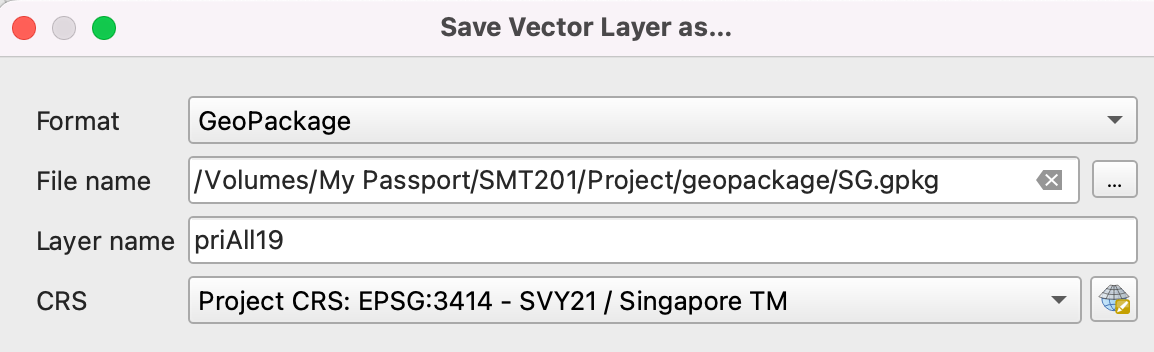 Save Vector Layer as...
Format GeoPackage
File name /Volumes/My Passport/SMT201/Project/geopackage/SG.gpkg ...
Layer name priAll19
CRS Project CRS: EPSG:3414 - SVY21 / Singapore TM